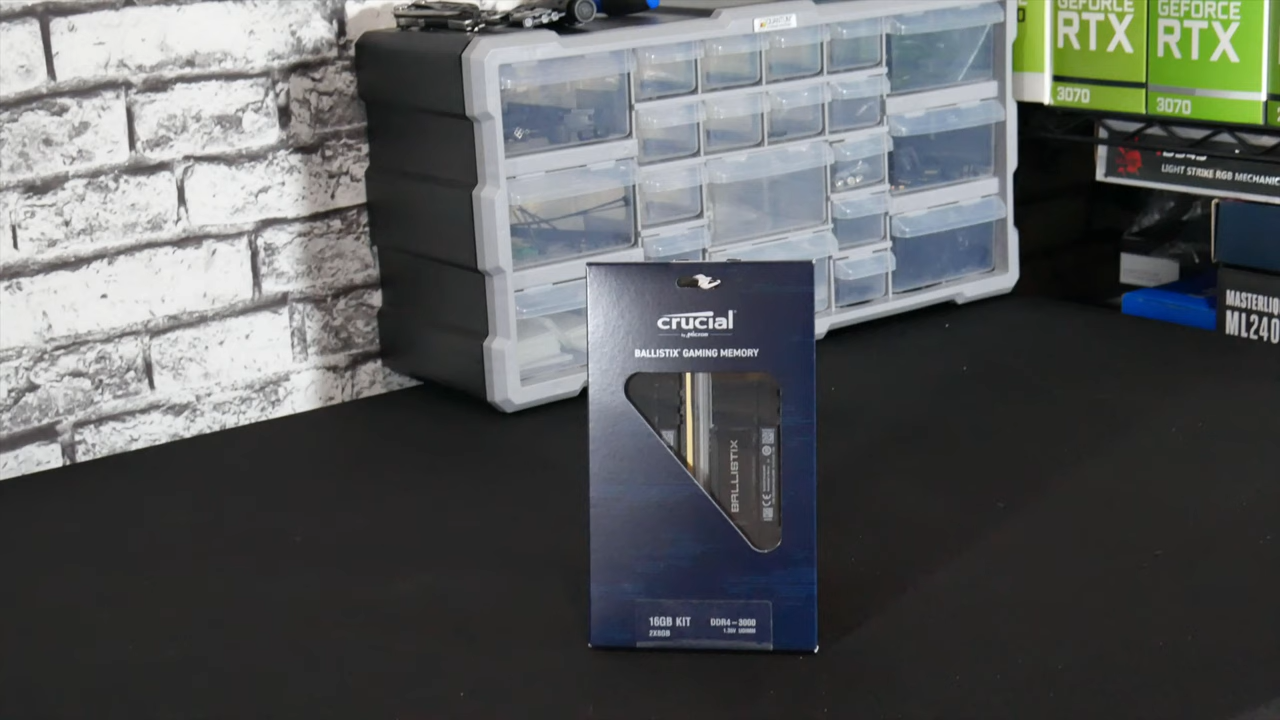 GEFORCE
RTX
3070
GEFORCE
RTX
3070
LIGHT STRIKE RGB MECHANIC
MASTERLIQ
ML240
crucial
by micron
BALLISTIX GAMING MEMORY
BALLISTIX
CE
16GB KIT
2X8GB
DDR4-3000
1.35V UDIMM